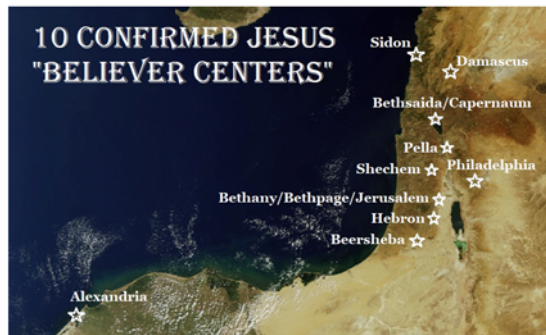 10 CONFIRMED JESUS
"BELIEVER CENTERS"
Sidon
Damascus
Bethsaida/Capernaum
Pella
Philadelphia
Shechem
Bethany/Bethpage/Jerusalem
Hebron
Beersheba
Alexandria